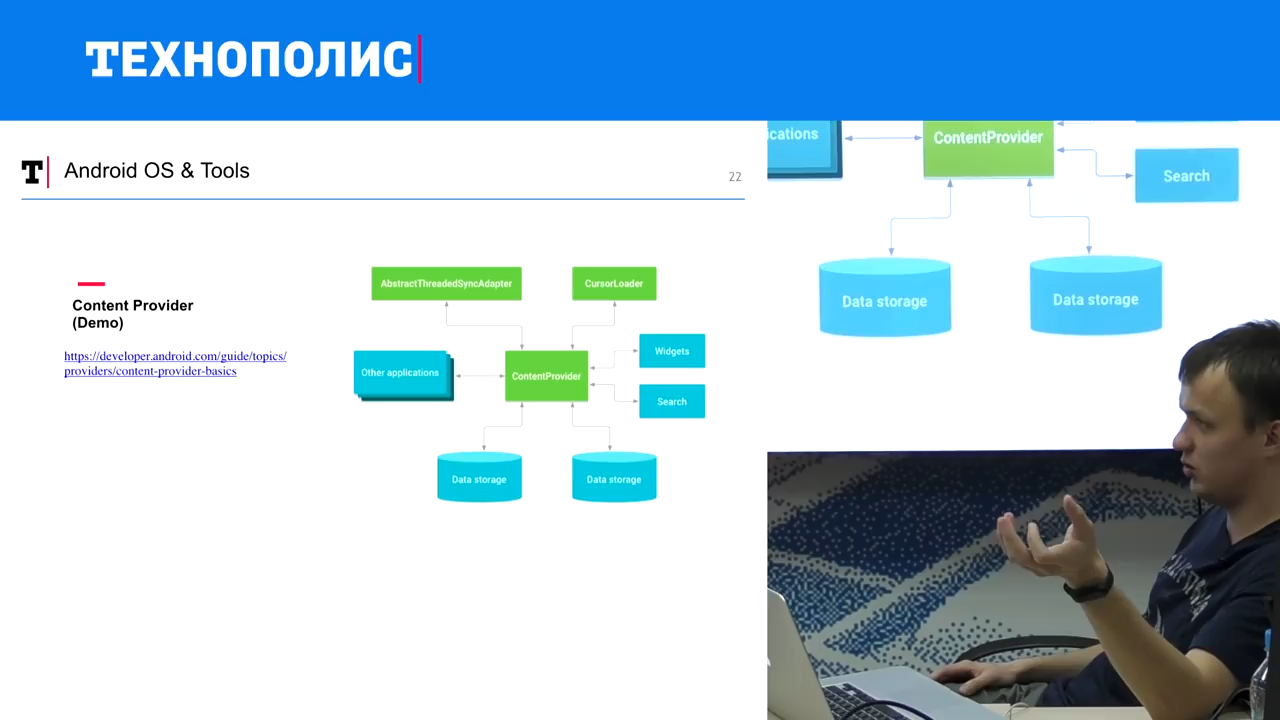 ТЕХНОПОЛИС
T
Android OS & Tools
22
Content Provider
(Demo)
https://developer.android.com/guide/topics/
providers/content-provider-basics
AbstractThreadedSyncAdapter
CursorLoader
Other applications
ContentProvider
Widgets
Search
Data storage
Data storage
ications
ContentProvider
Search
Data storage
Data storage